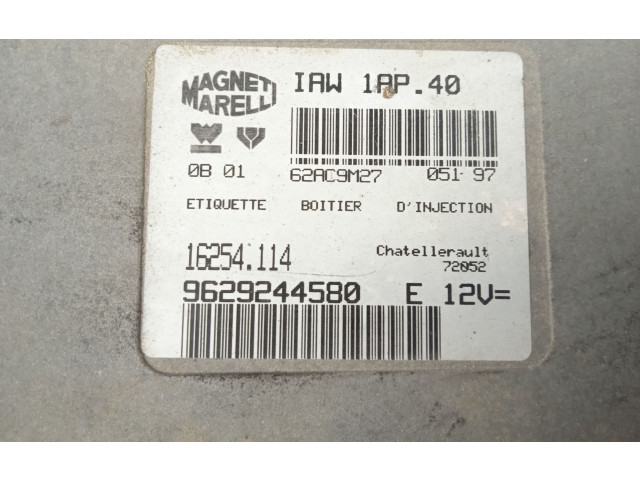 MAGNETI MARELLI
IAW 1AP.40
0B 01 62AC9M27 051 97
ETIQUETTE BOITIER D'INJECTION
16254.114
Chatellerault
72052
9629244580 E 12V=